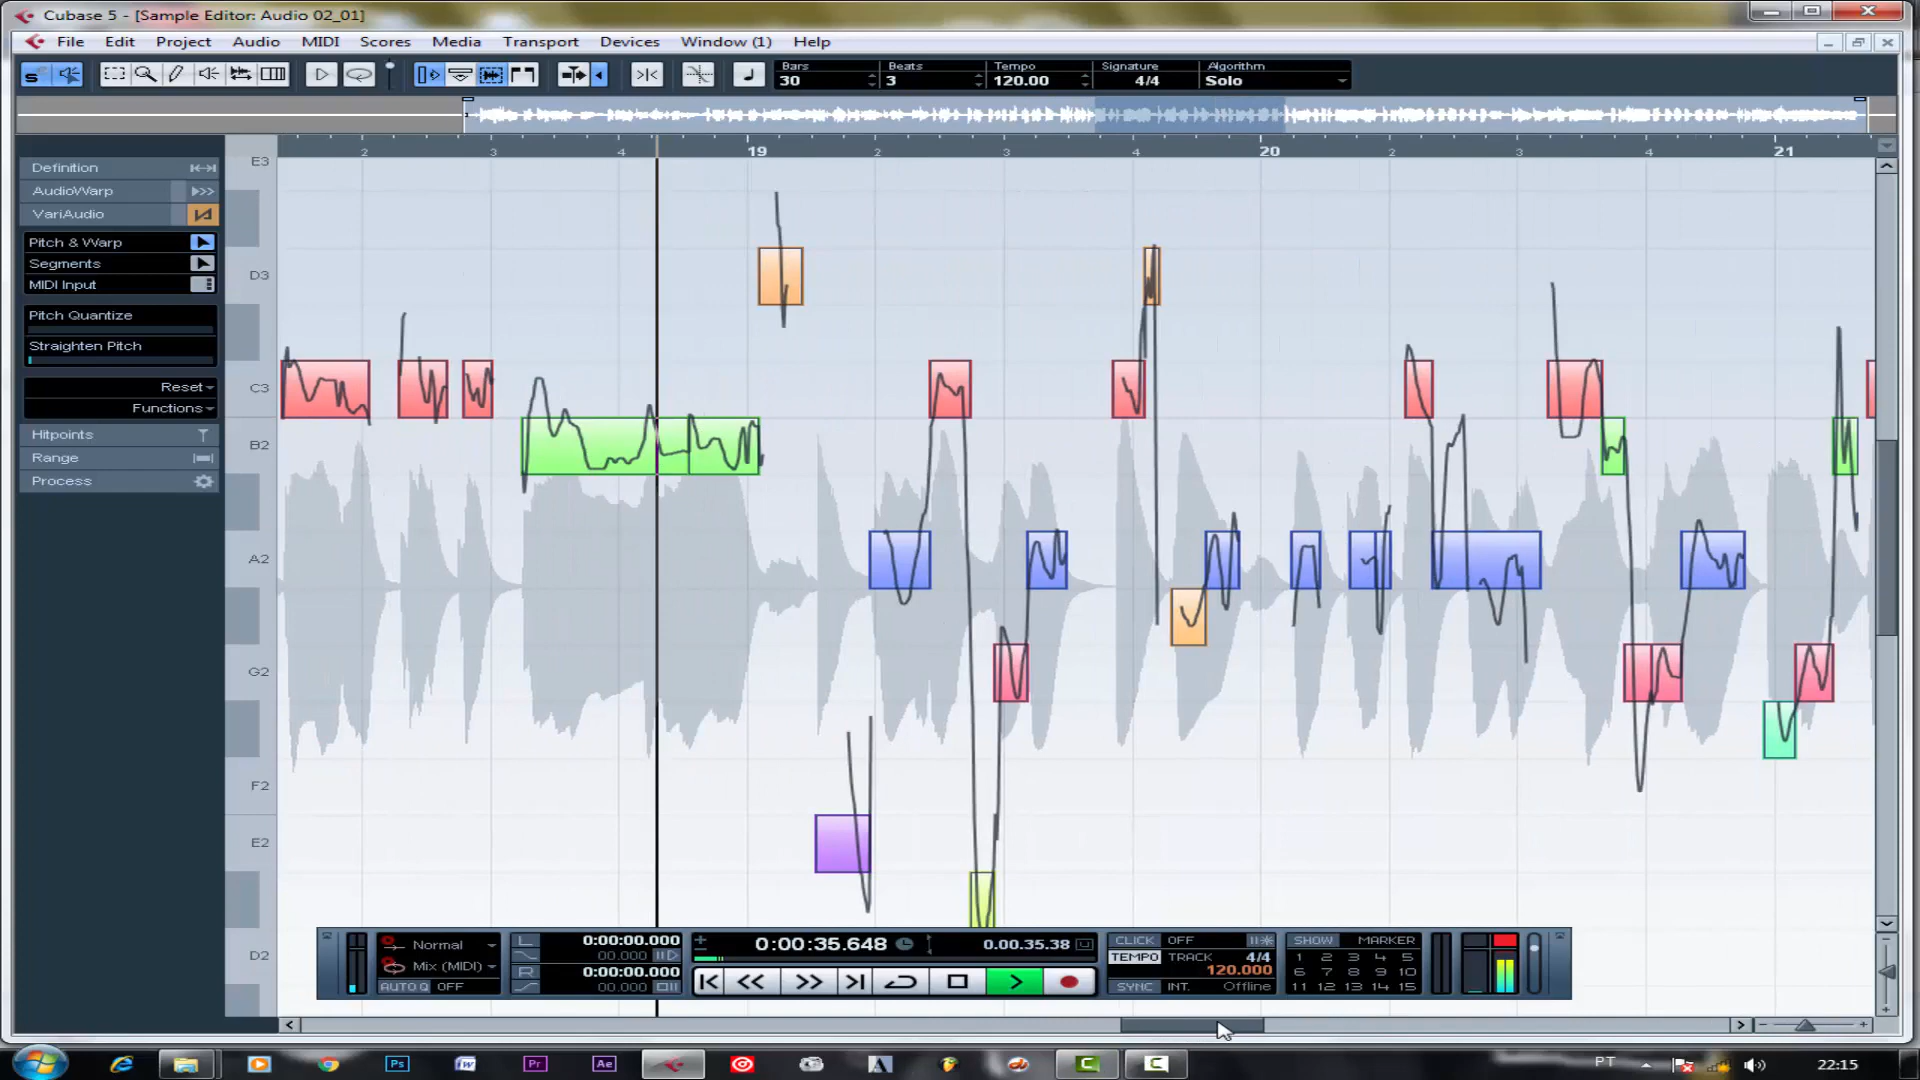 Cubase 5 - [Sample Editor: Audio 02_01]
File Edit Project Audio MIDI Scores Media Transport Devices Window (1) Help
Bars Beats Tempo Signature Algorithm
30 3 120.00 4/4 Solo
2 3 4 19 2 3 4 20 2 3 4 21
E3
Definition
AudioWarp
VariAudio
Pitch & Warp
Segments
MIDI Input
D3
Pitch Quantize
Straighten Pitch
Reset
C3
Functions
Hitpoints
B2
Range
Process
A2
G2
F2
E2
D2
Normal L 0:00:00.000 0:00:35.648 0.00.35.38 CLICK OFF SHOW MARKER
00.000 TEMPO TRACK 4/4 1 2 3 4 5
Mix (MIDI) R 0:00:00.000 120.000 6 7 8 9 10
AUTO Q OFF 00.000 SYNC INT. Offline 11 12 13 14 15
Ps Pr Ae PT 22:15